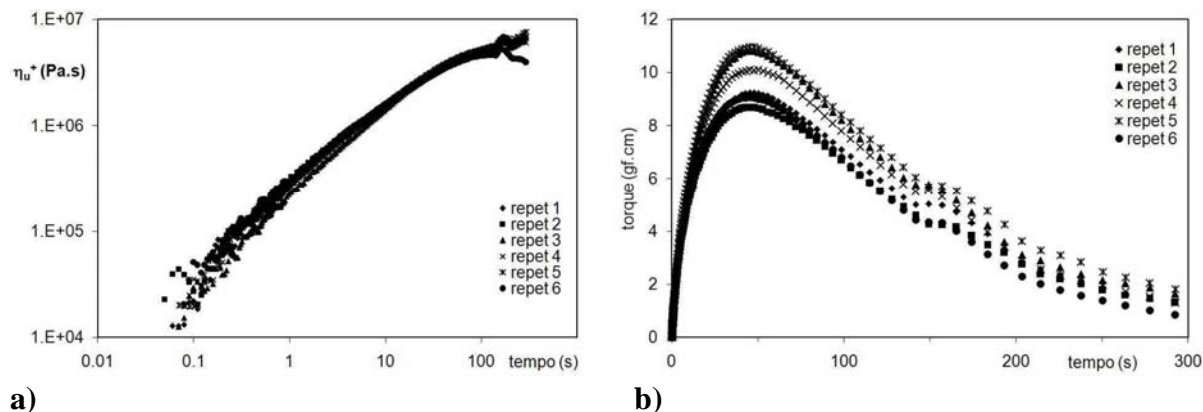 1.E+07
ηu+ (Pa.s)
1.E+06
1.E+05
1.E+04
0.01
0.1
1
10
100
tempo (s)
repet 1
repet 2
repet 3
repet 4
repet 5
repet 6
a)
12
10
8
6
4
2
0
torque (gf.cm)
0
100
200
300
tempo (s)
repet 1
repet 2
repet 3
repet 4
repet 5
repet 6
b)